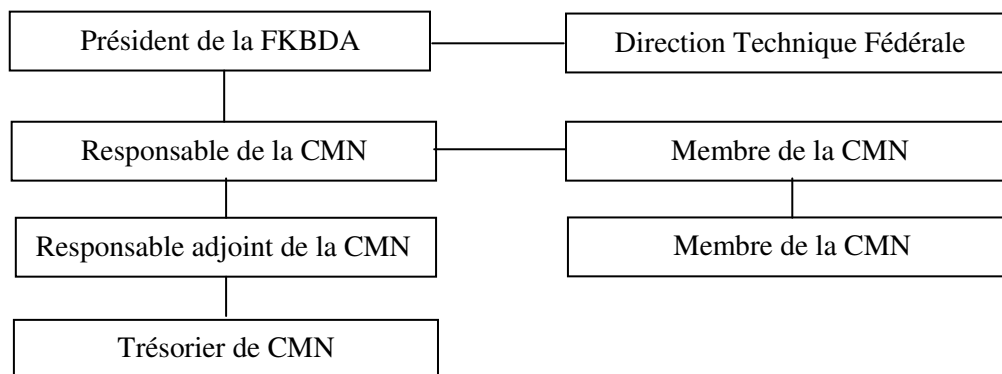 Président de la FKBDA
Direction Technique Fédérale
Responsable de la CMN
Membre de la CMN
Responsable adjoint de la CMN
Membre de la CMN
Trésorier de CMN